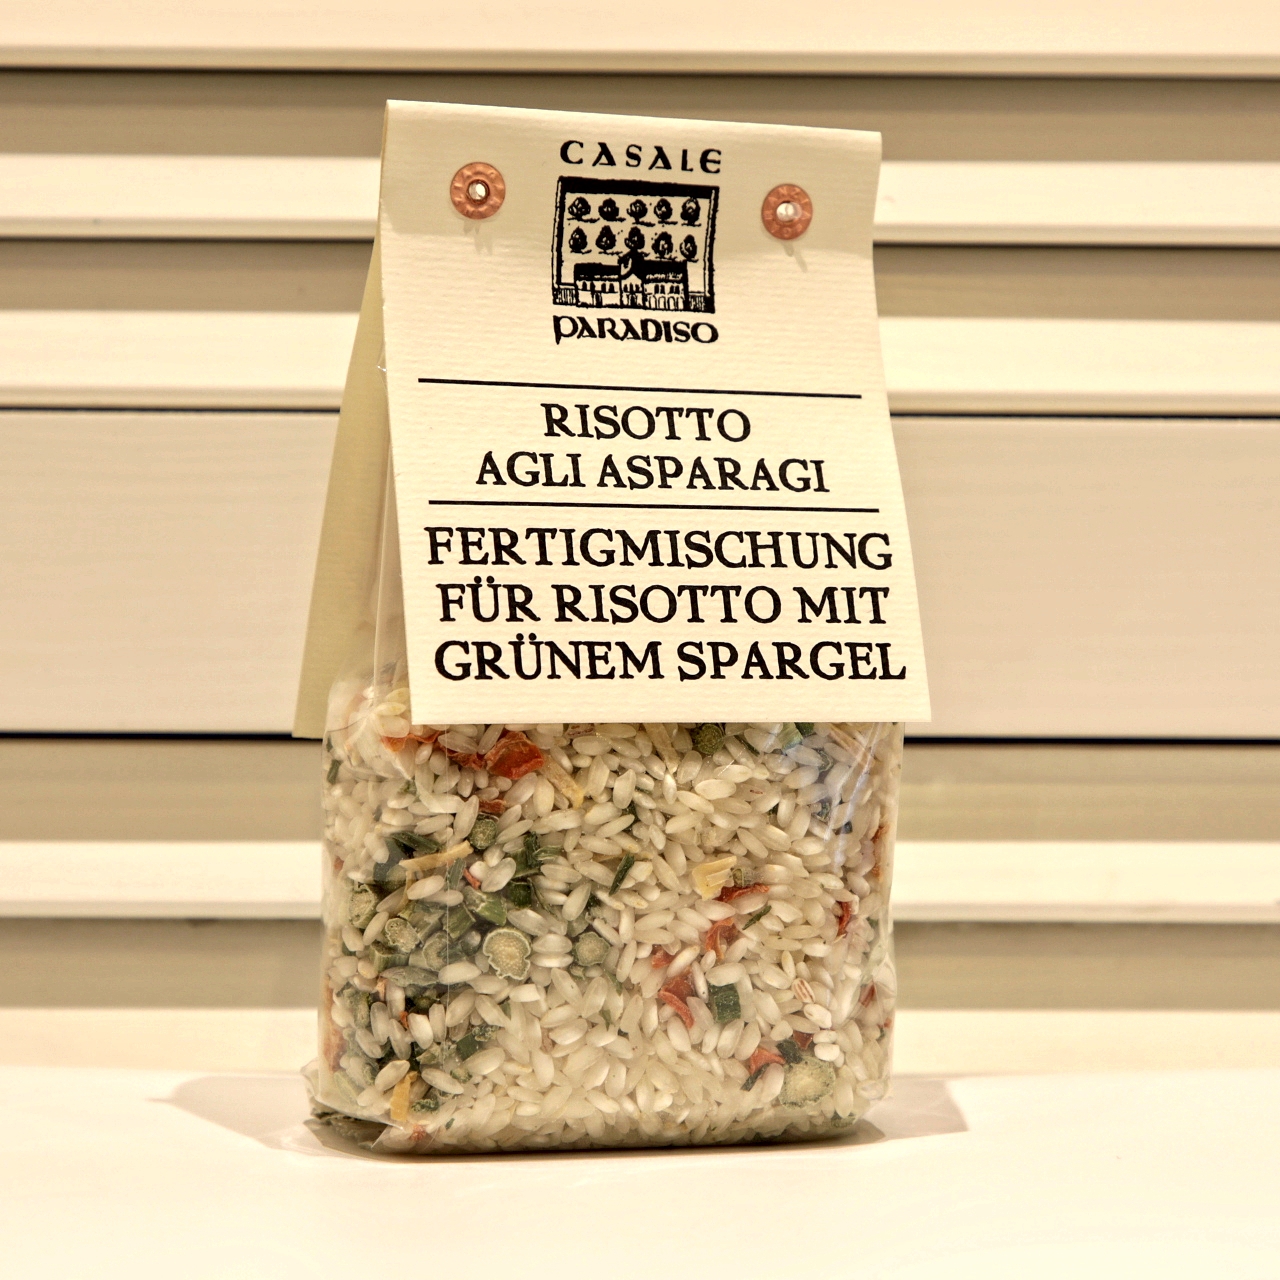 CASALE
PARADISO
RISOTTO
AGLI ASPARAGI
FERTIGMISCHUNG
FÜR RISOTTO MIT
GRÜNEM SPARGEL